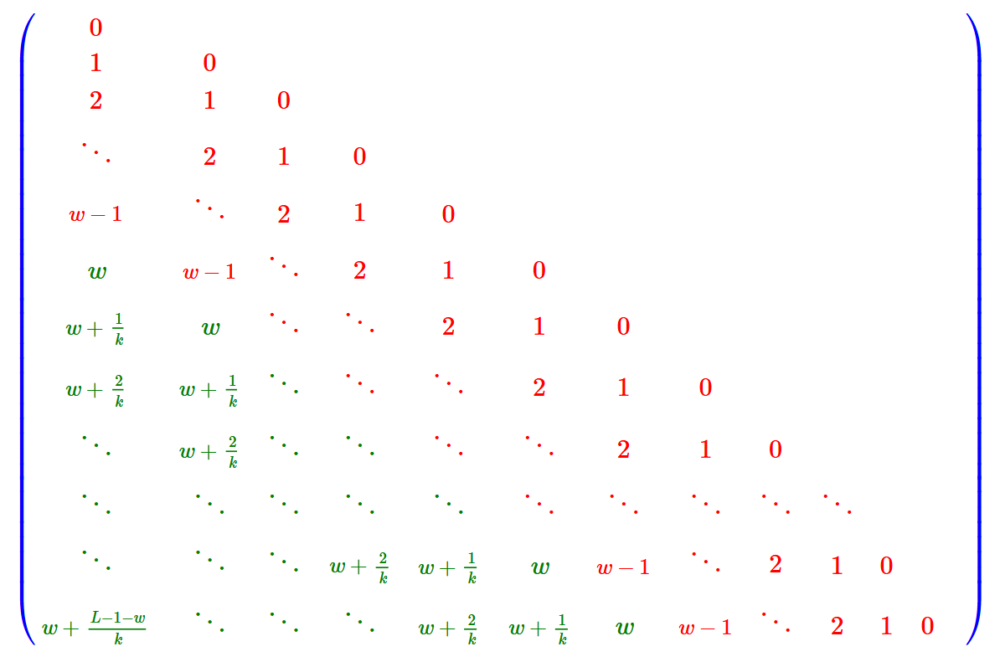 0
1 0
2 1 0
⋱ 2 1 0
w − 1 ⋱ 2 1 0
w w − 1 ⋱ 2 1 0
w + 1/k w ⋱ ⋱ 2 1 0
w + 2/k w + 1/k ⋱ ⋱ ⋱ 2 1 0
⋱ w + 2/k ⋱ ⋱ ⋱ ⋱ 2 1 0
⋱ ⋱ ⋱ ⋱ ⋱ ⋱ ⋱ ⋱ ⋱ ⋱
⋱ ⋱ ⋱ w + 2/k w + 1/k w w − 1 ⋱ 2 1 0
w + (L−1−w)/k ⋱ ⋱ ⋱ w + 2/k w + 1/k w w − 1 ⋱ 2 1 0